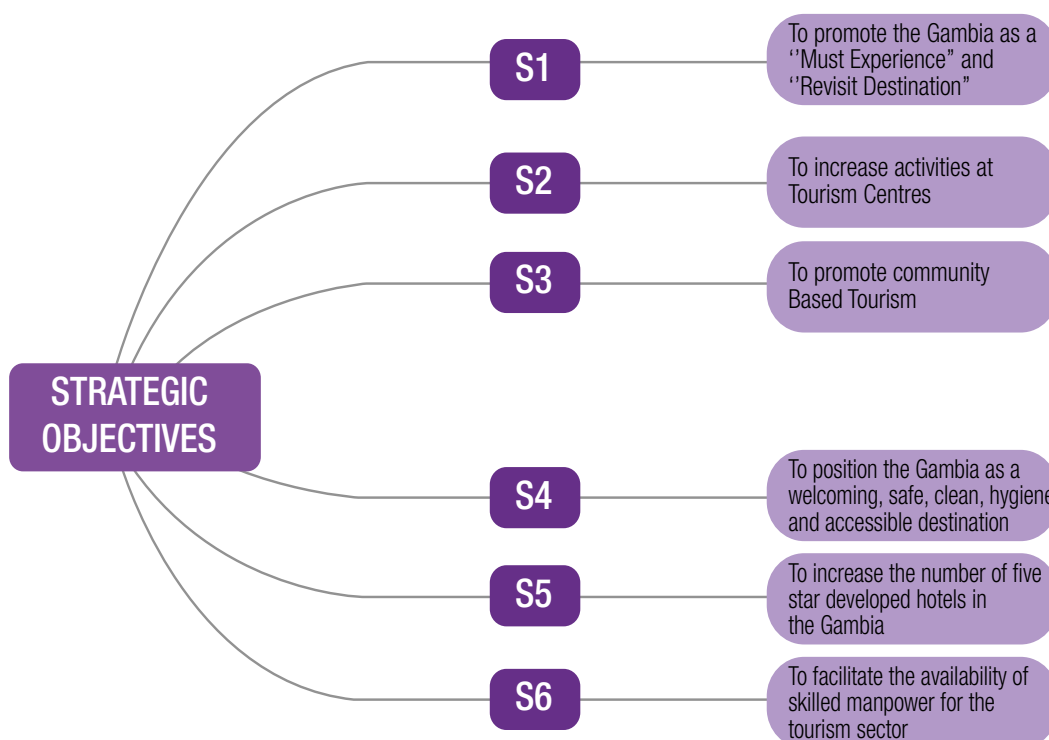 S1
To promote the Gambia as a
‘’Must Experience” and
‘’Revisit Destination”
S2
To increase activities at
Tourism Centres
S3
To promote community
Based Tourism
STRATEGIC
OBJECTIVES
S4
To position the Gambia as a
welcoming, safe, clean, hygiene
and accessible destination
S5
To increase the number of five
star developed hotels in
the Gambia
S6
To facilitate the availability of
skilled manpower for the
tourism sector